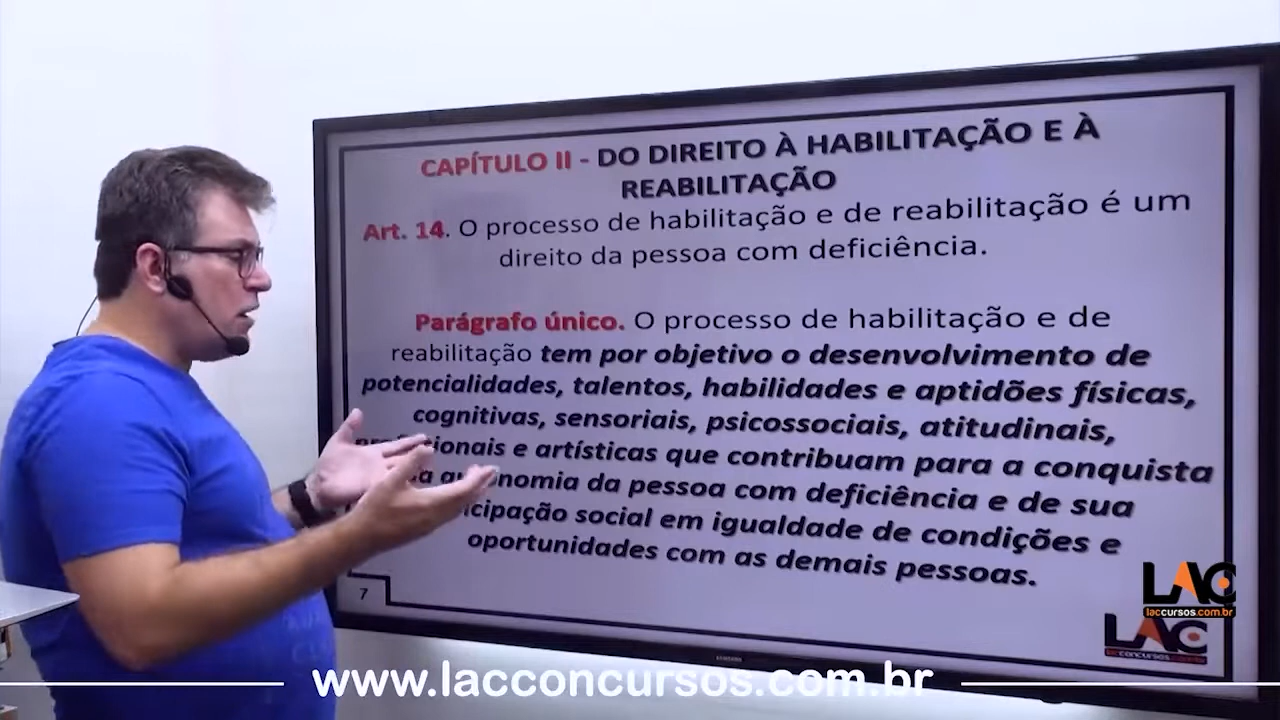 CAPÍTULO II - DO DIREITO À HABILITAÇÃO E À
REABILITAÇÃO
Art. 14. O processo de habilitação e de reabilitação é um
direito da pessoa com deficiência.
Parágrafo único. O processo de habilitação e de
reabilitação tem por objetivo o desenvolvimento de
potencialidades, talentos, habilidades e aptidões físicas,
cognitivas, sensoriais, psicossociais, atitudinais,
e artísticas que contribuam para a conquista
da pessoa com deficiência e de sua
social em igualdade de condições e
oportunidades com as demais pessoas.
7
LAC
laccursos.com.br
LAC
www.lacconcursos.com.br